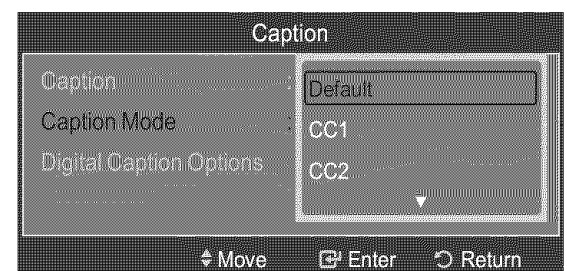 Caption
Caption :
Caption Mode :
Digital Caption Options
Default
CC1
CC2
Move Enter Return